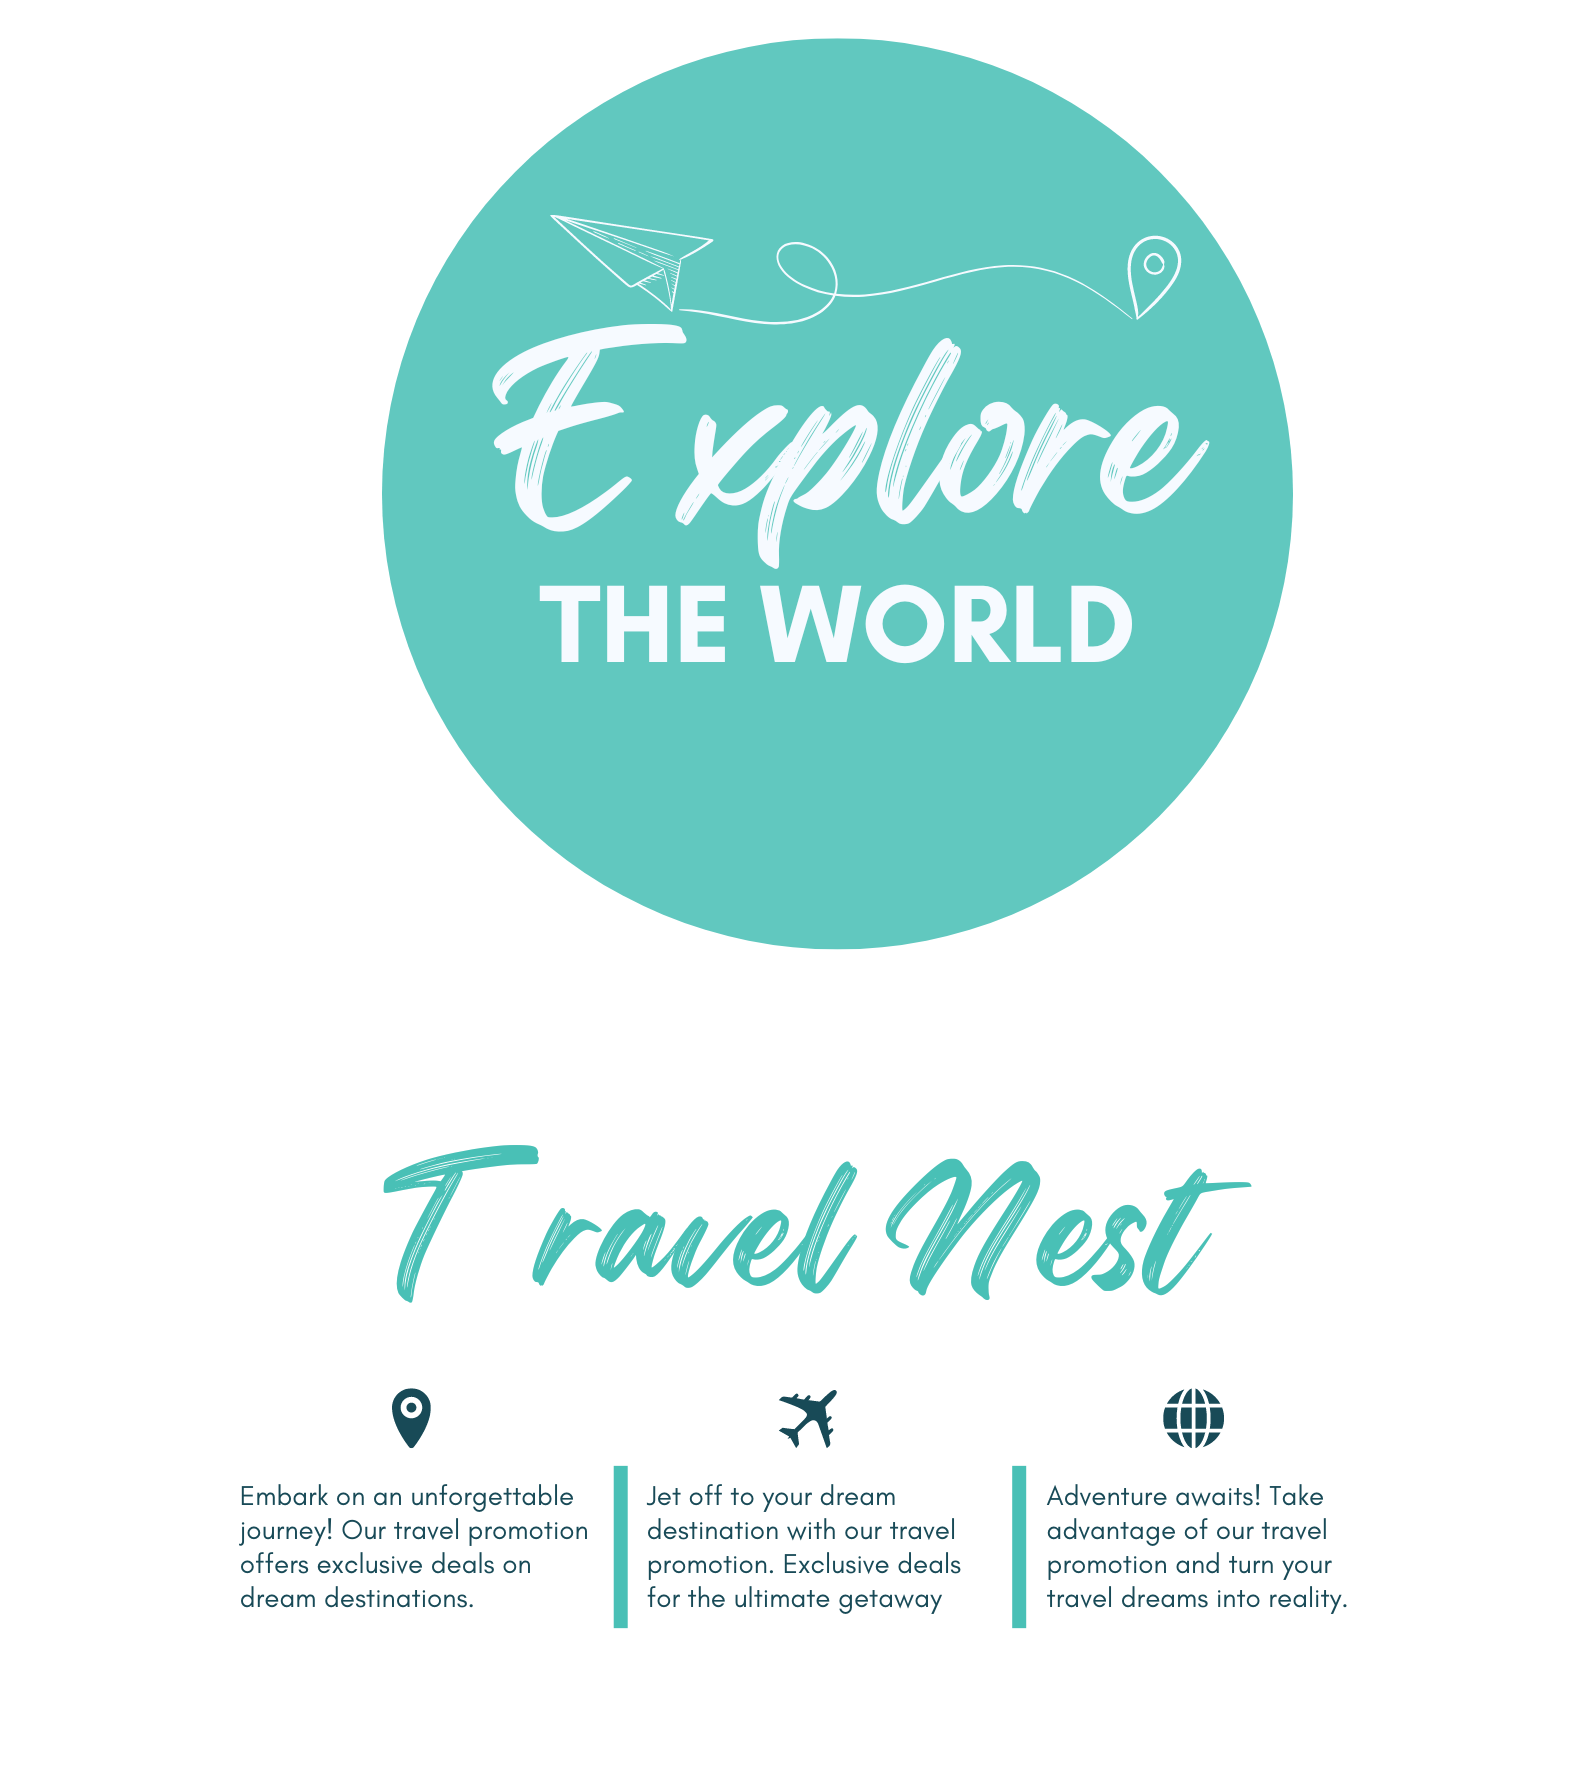 Explore
THE WORLD
Travel Nest
Embark on an unforgettable
journey! Our travel promotion
offers exclusive deals on
dream destinations.
Jet off to your dream
destination with our travel
promotion. Exclusive deals
for the ultimate getaway
Adventure awaits! Take
advantage of our travel
promotion and turn your
travel dreams into reality.